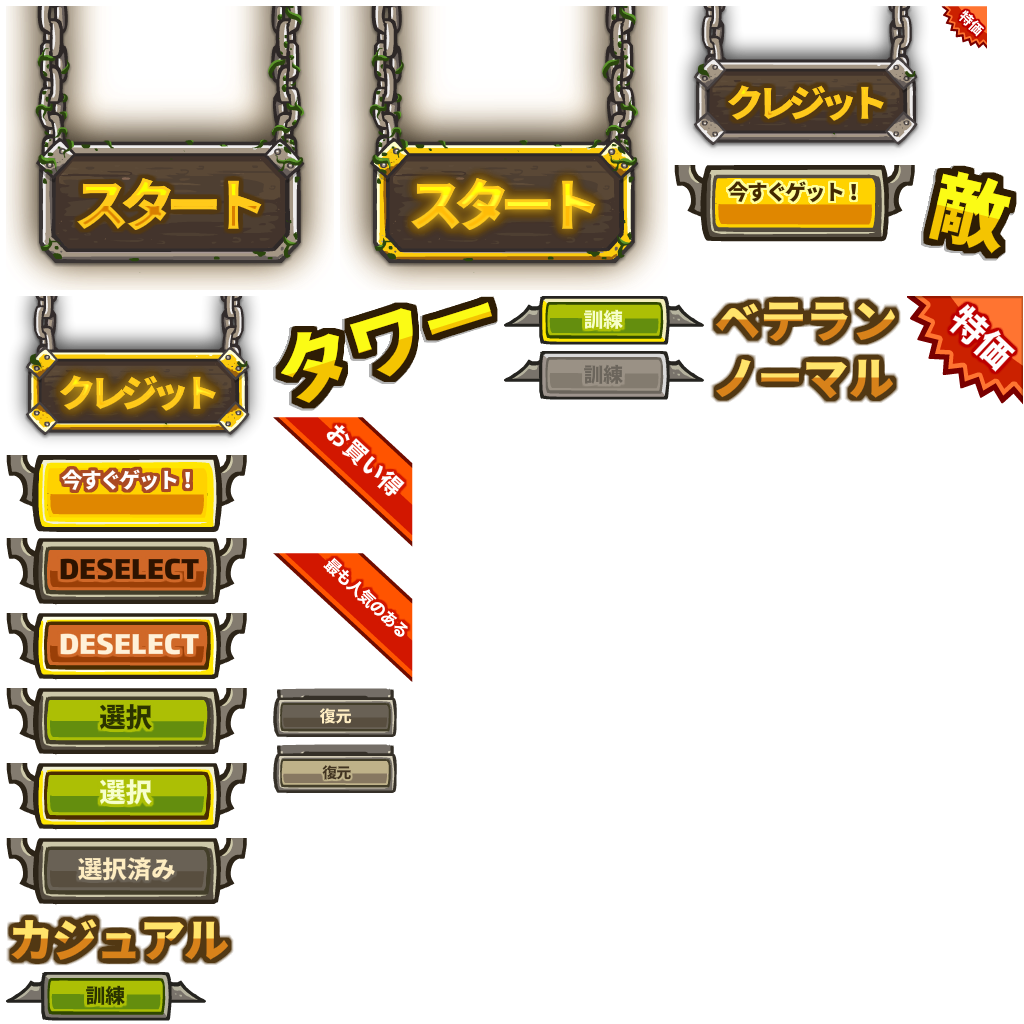 スタート
スタート
クレジット
特価
今すぐゲット！
敵
クレジット
タワー
訓練
訓練
ベテラン
ノーマル
特価
お買い得
今すぐゲット！
DESELECT
最も人気のある
DESELECT
選択
復元
選択
復元
選択済み
カジュアル
訓練